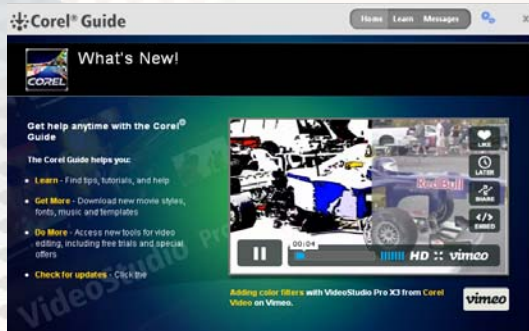 Corel® Guide
Home Learn Messages
x
COREL
What's New!
Get help anytime with the Corel®
Guide
The Corel Guide helps you:
Learn - Find tips, tutorials, and help
Get More - Download new movie styles,
fonts, music and templates
Do More - Access new tools for video
editing, including free trials and special
offers
Check for updates - Click the
VideoStudio Pro
Red Bull
LIKE
LATER
SHARE
</>
EMBED
00:04
HD :: vimeo
Adding color filters with VideoStudio Pro X3 from Corel
Video on Vimeo.
vimeo